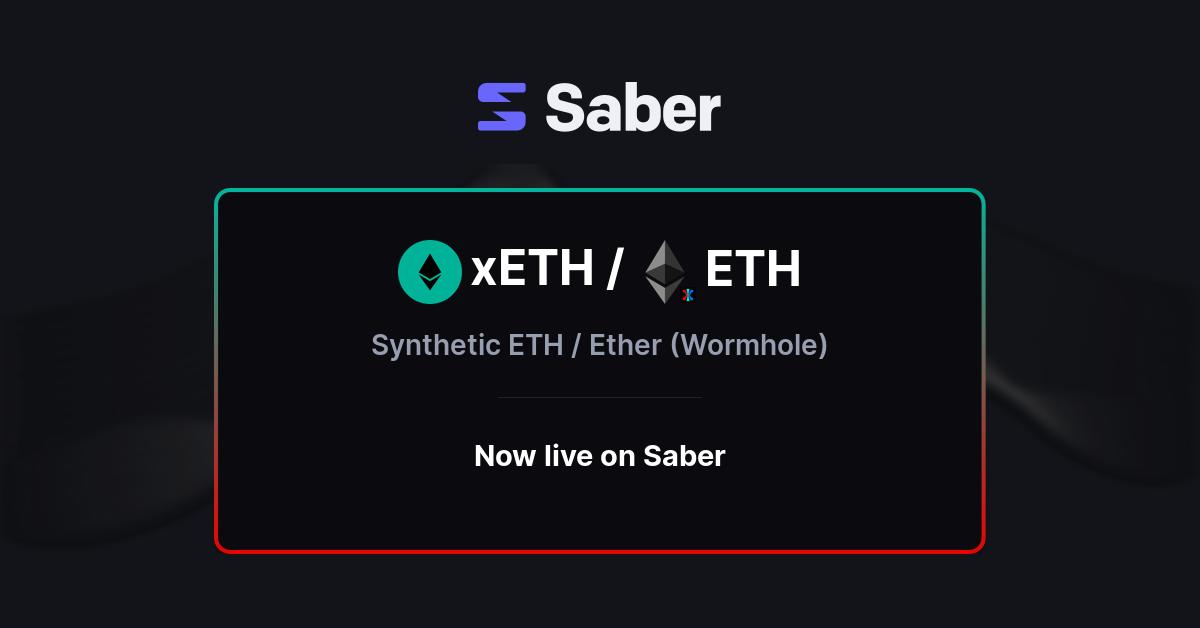 Saber
xETH / ETH
Synthetic ETH / Ether (Wormhole)
Now live on Saber